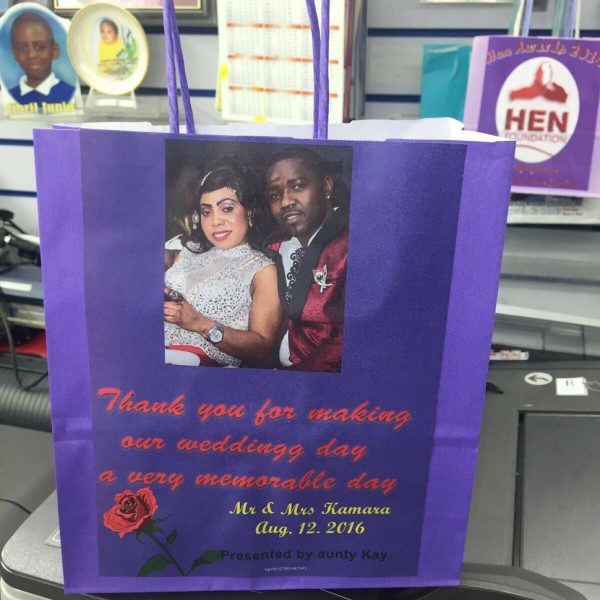 Hen Awards 2016
HEN
FOUNDATION
Thank you for making
our weddingg day
a very memorable day
Mr & Mrs Kamara
Aug. 12. 2016
Presented by aunty Kay
R